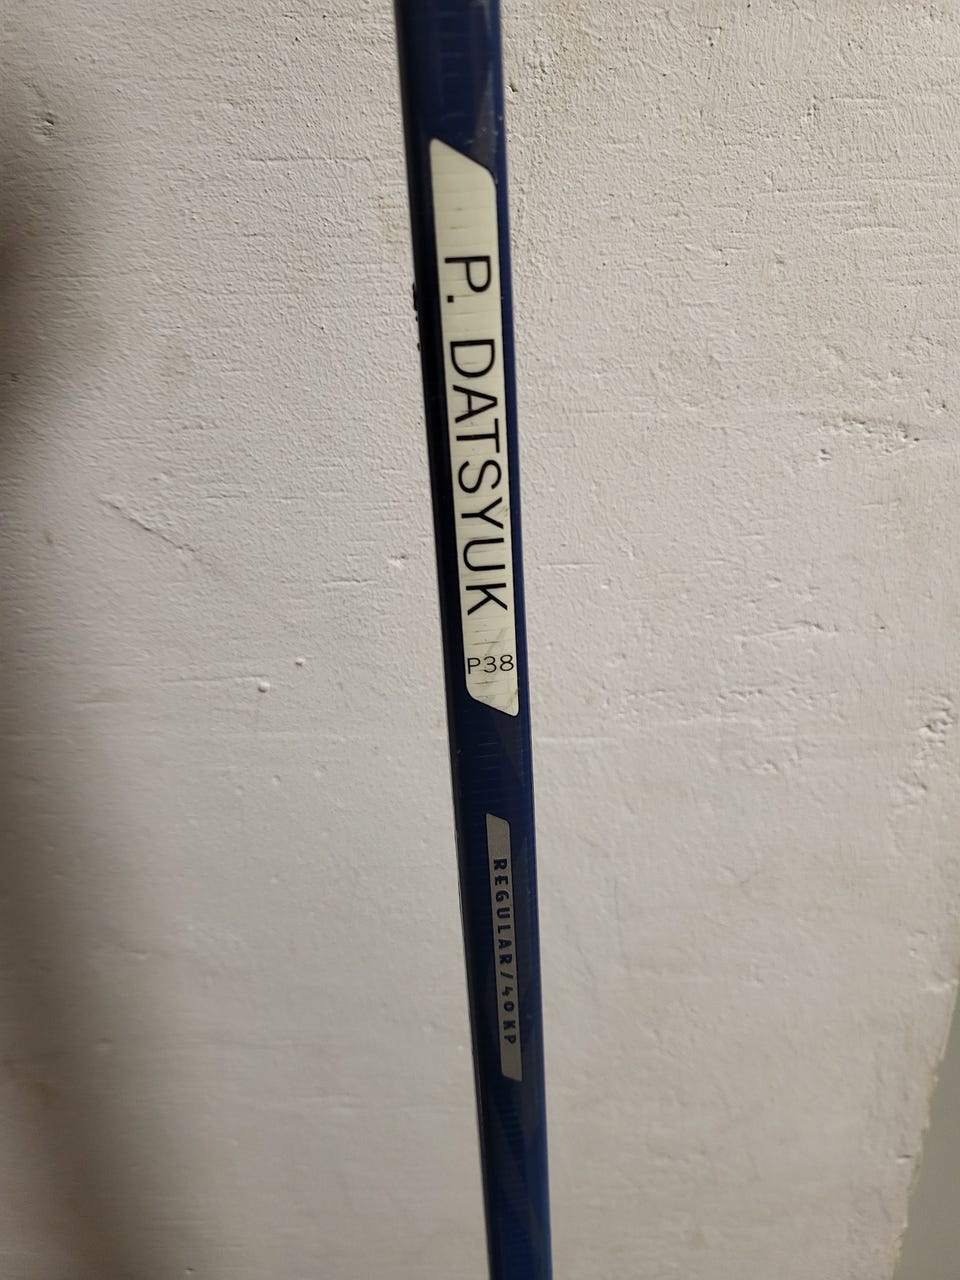 P. DATSYUK
P38
REGULAR/40KP